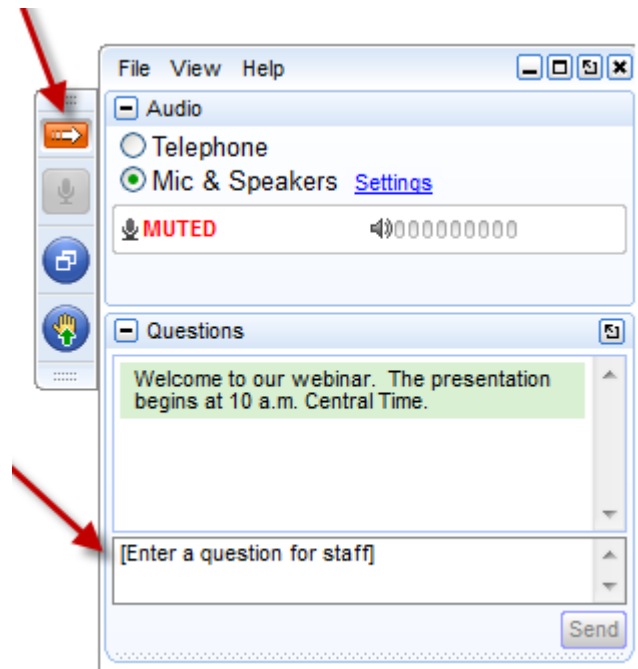 File View Help
Audio
Telephone
Mic & Speakers Settings
MUTED 000000000
Questions
Welcome to our webinar. The presentation
begins at 10 a.m. Central Time.
[Enter a question for staff]
Send